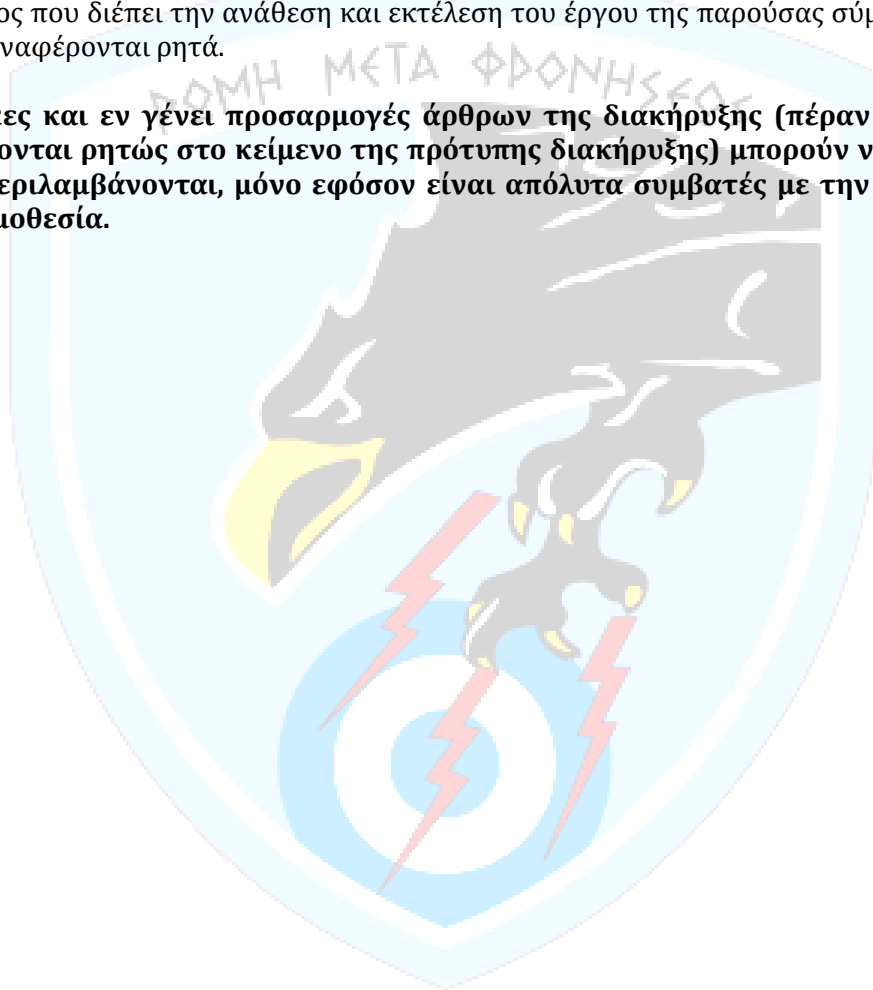 ος που διέπει την ανάθεση και εκτέλεση του έργου της παρούσας σύμ
ναφέρονται ρητά.
ΡΩΜΗ ΜΕΤΑ ΦΡΟΝΗΣΕΩΣ
κες και εν γένει προσαρμογές άρθρων της διακήρυξης (πέραν
ονται ρητώς στο κείμενο της πρότυπης διακήρυξης) μπορούν ν
εριλαμβάνονται, μόνο εφόσον είναι απόλυτα συμβατές με την
μοθεσία.